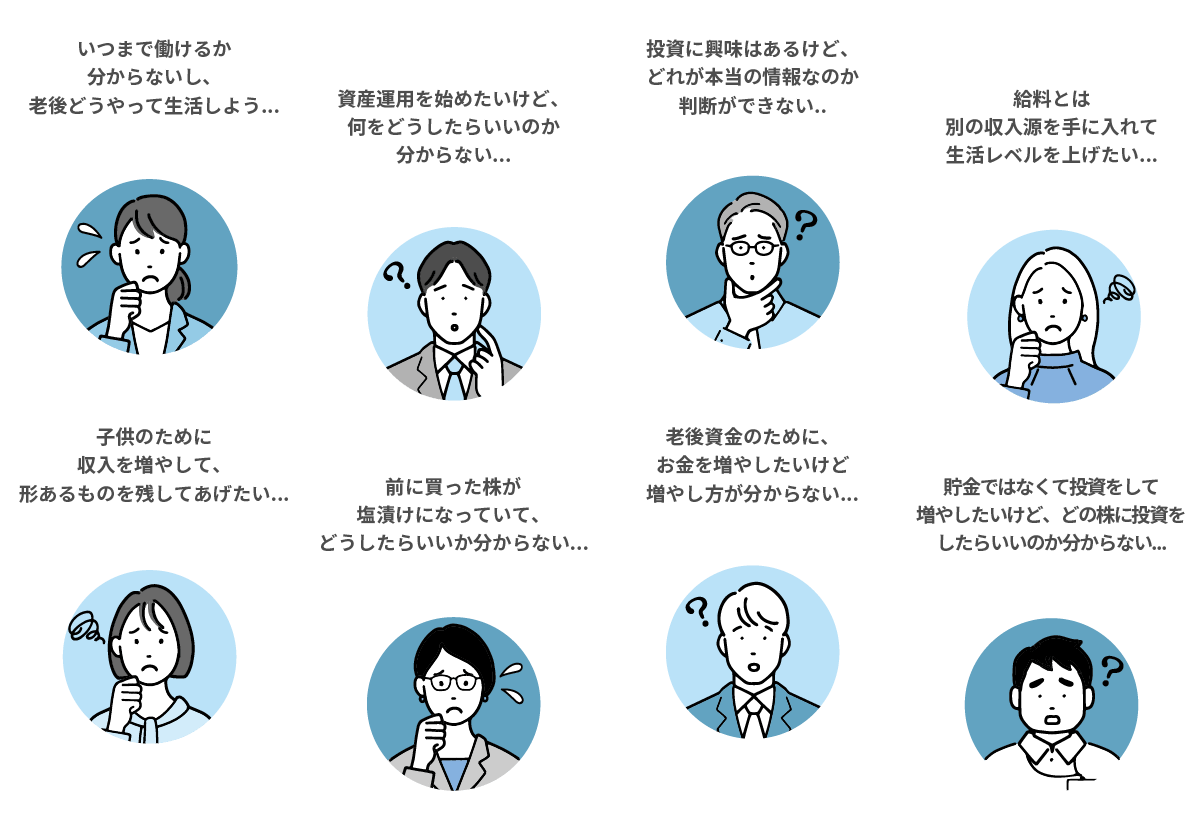 いつまで働けるか
分からないし、
老後どうやって生活しよう...
資産運用を始めたいけど、
何をどうしたらいいのか
分からない...
投資に興味はあるけど、
どれが本当の情報なのか
判断ができない..
給料とは
別の収入源を手に入れて
生活レベルを上げたい...
子供のために
収入を増やして、
形あるものを残してあげたい...
前に買った株が
塩漬けになっていて、
どうしたらいいか分からない...
老後資金のために、
お金を増やしたいけど
増やし方が分からない...
貯金ではなくて投資をして
増やしたいけど、どの株に投資を
したらいいのか分からない...